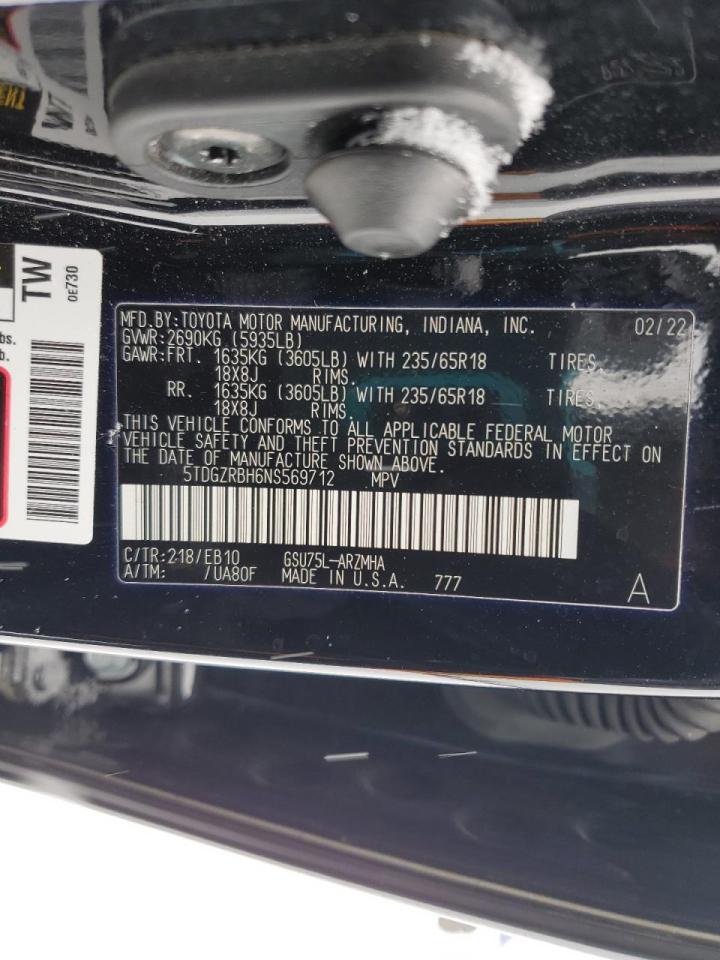 TW
0E730
lbs.
b.
MFD.BY:TOYOTA MOTOR MANUFACTURING, INDIANA, INC. 02/22
GVWR:2690KG (5935LB)
GAWR:FRT. 1635KG (3605LB) WITH 235/65R18 TIRES,
18X8J RIMS.
RR. 1635KG (3605LB) WITH 235/65R18 TIRES,
18X8J RIMS.
THIS VEHICLE CONFORMS TO ALL APPLICABLE FEDERAL MOTOR
VEHICLE SAFETY AND THEFT PREVENTION STANDARDS IN EFFECT ON
THE DATE OF MANUFACTURE SHOWN ABOVE.
5TDGZRBH6NS569712 MPV
C/TR:218/EB10 GSU75L-ARZMHA
A/TM: /UA80F MADE IN U.S.A. 777
A